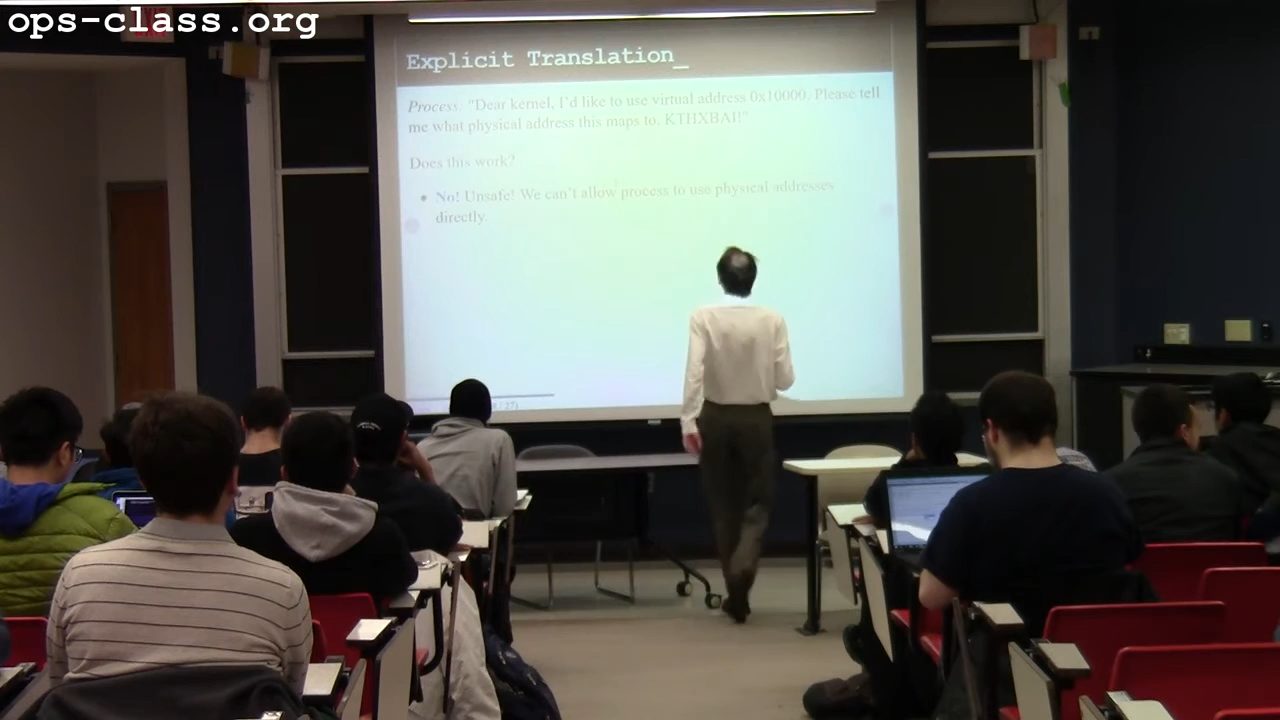 ops-class.org
Explicit Translation_
Process: "Dear kernel, I'd like to use virtual address 0x10000. Please tell
me what physical address this maps to. KTHXBAI!"
Does this work?
• No! Unsafe! We can't allow process to use physical addresses
directly.
/ 27)